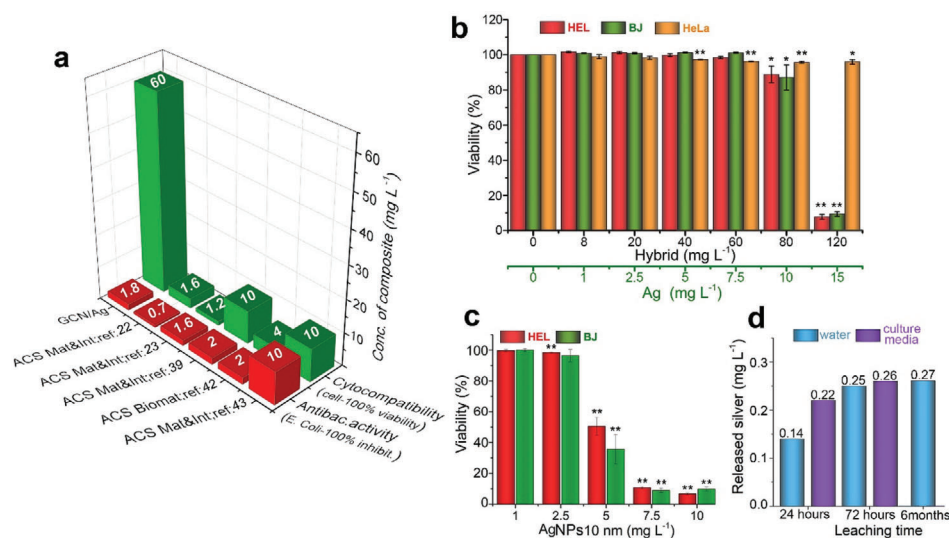 a
60
1.8
0.7
1.6
2
2
10
1.6
1.2
10
4
10
GCN/Ag
ACS Mat&Int;ref:22
ACS Mat&Int;ref:23
ACS Mat&Int;ref:39
ACS Biomat;ref:42
ACS Mat&Int;ref:43
60
50
40
30
20
10
Conc. of composite (mg L⁻¹)
Cytocompatibility
(cell-100% viability)
Antibac.activity
(E. Coli-100% inhibit.)
b
HEL BJ HeLa
120
100
80
60
40
20
0
Viability (%)
** ** * * ** ** ** *
0 8 20 40 60 80 120
Hybrid (mg L⁻¹)
0 1 2.5 5 7.5 10 15
Ag (mg L⁻¹)
c
HEL BJ
100
90
80
70
60
50
40
30
20
10
0
Viability (%)
** ** ** ** ** ** **
1 2.5 5 7.5 10
AgNPs10 nm (mg L⁻¹)
d
water culture
media
0.3
0.2
0.1
0.0
Released silver (mg L⁻¹)
0.14 0.22 0.25 0.26 0.27
24 hours 72 hours 6months
Leaching time